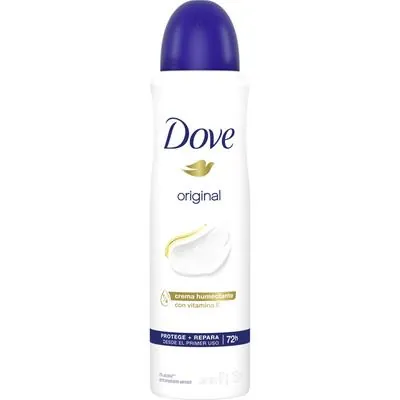 Dove
original
crema humectante
con vitamina E
PROTEGE + REPARA
DESDE EL PRIMER USO
72h